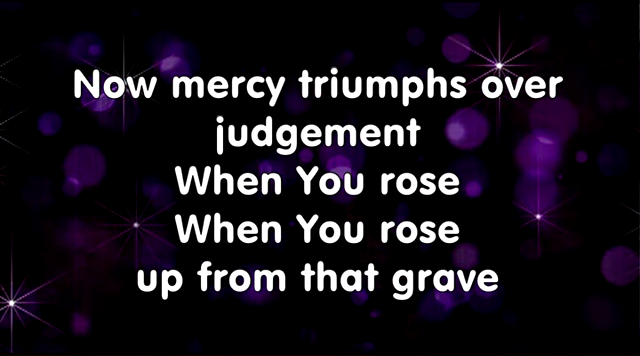 Now mercy triumphs over
judgement
When You rose
When You rose
up from that grave